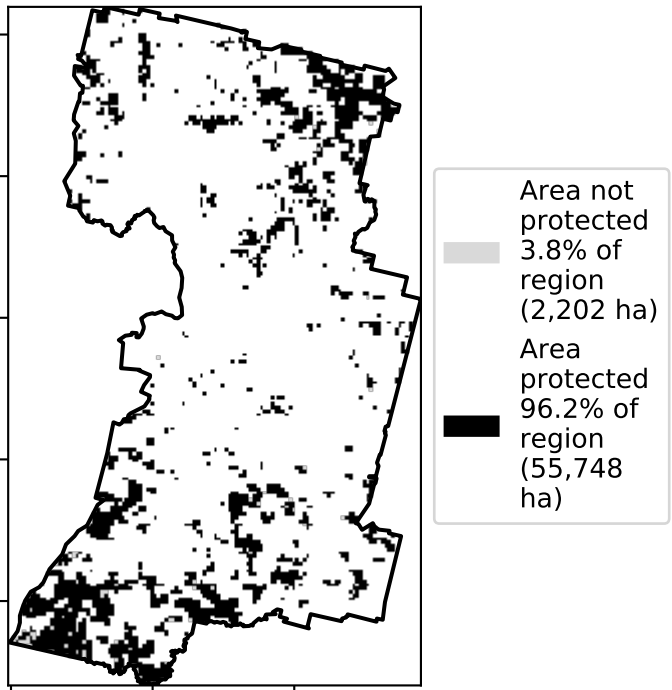 Area not
protected
3.8% of
region
(2,202 ha)
Area
protected
96.2% of
region
(55,748
ha)